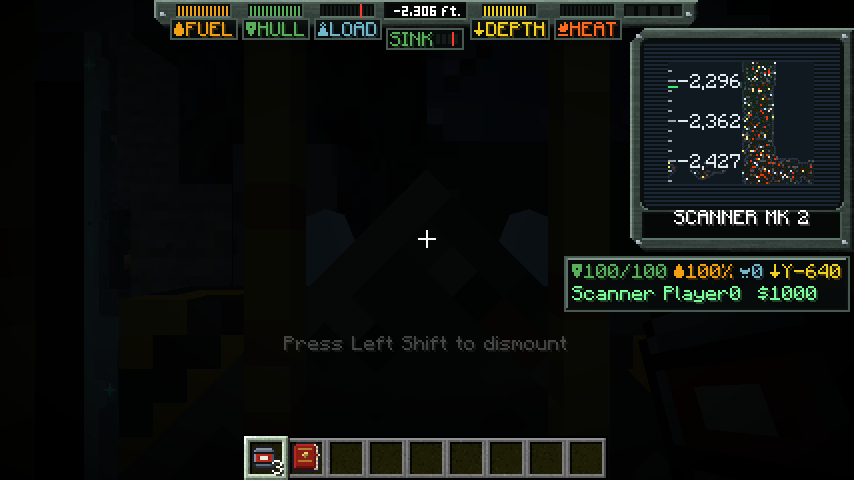 -2,306 ft.
FUEL HULL LOAD DEPTH HEAT
SINK
-2,296
-2,362
-2,427
SCANNER MK 2
100/100 100% 0 Y-640
Scanner Player0 $1000
Press Left Shift to dismount
3